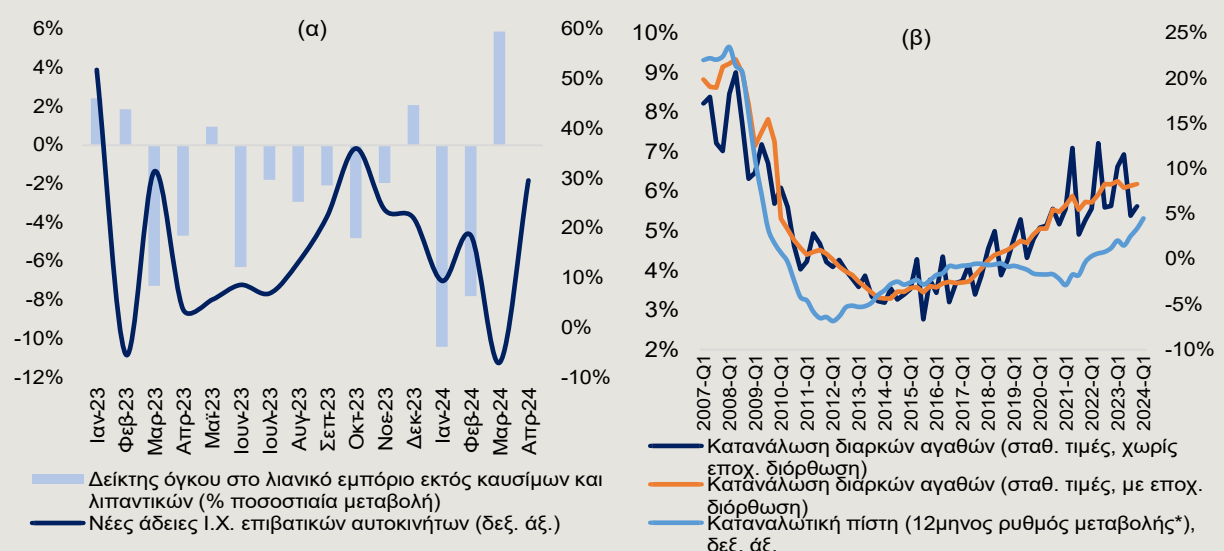 (α)
6%
4%
2%
0%
-2%
-4%
-6%
-8%
-10%
-12%
60%
50%
40%
30%
20%
10%
0%
-10%
Ιαν-23
Φεβ-23
Μαρ-23
Απρ-23
Μαϊ-23
Ιουν-23
Ιουλ-23
Αυγ-23
Σεπ-23
Οκτ-23
Νοε-23
Δεκ-23
Ιαν-24
Φεβ-24
Μαρ-24
Απρ-24
Δείκτης όγκου στο λιανικό εμπόριο εκτός καυσίμων και
λιπαντικών (% ποσοστιαία μεταβολή)
Νέες άδειες Ι.Χ. επιβατικών αυτοκινήτων (δεξ. άξ.)
(β)
10%
9%
8%
7%
6%
5%
4%
3%
2%
25%
20%
15%
10%
5%
0%
-5%
-10%
2007-Q1
2008-Q1
2009-Q1
2010-Q1
2011-Q1
2012-Q1
2013-Q1
2014-Q1
2015-Q1
2016-Q1
2017-Q1
2018-Q1
2019-Q1
2020-Q1
2021-Q1
2022-Q1
2023-Q1
2024-Q1
Κατανάλωση διαρκών αγαθών (σταθ. τιμές, χωρίς
εποχ. διόρθωση)
Κατανάλωση διαρκών αγαθών (σταθ. τιμές, με εποχ.
διόρθωση)
Καταναλωτική πίστη (12μηνος ρυθμός μεταβολής*),
δεξ. άξ.